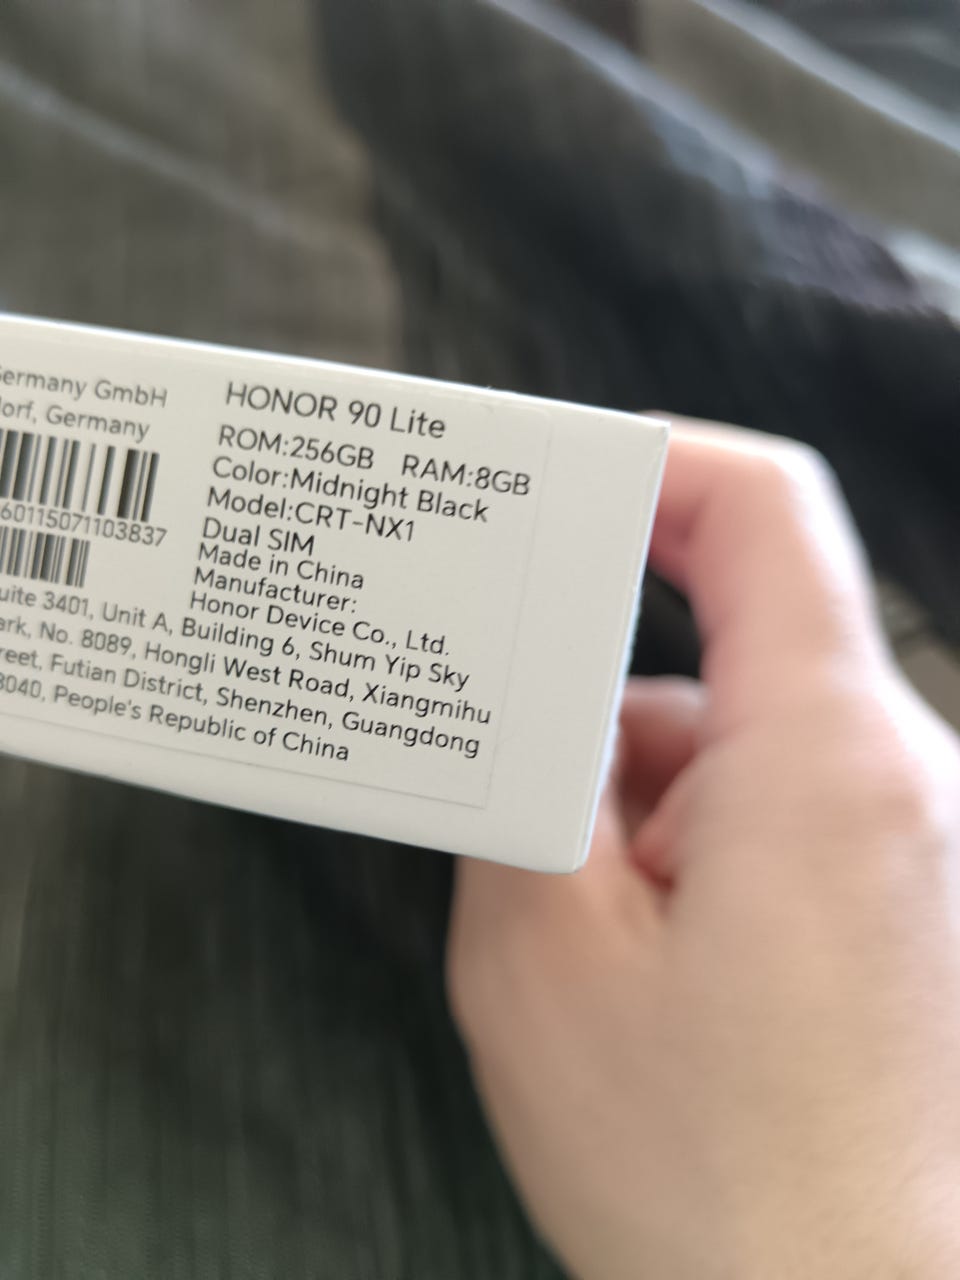 Germany GmbH
dorf, Germany
60115071103837
HONOR 90 Lite
ROM:256GB RAM:8GB
Color:Midnight Black
Model:CRT-NX1
Dual SIM
Made in China
Manufacturer:
Honor Device Co., Ltd.
uite 3401, Unit A, Building 6, Shum Yip Sky
ark, No. 8089, Hongli West Road, Xiangmihu
reet, Futian District, Shenzhen, Guangdong
8040, People's Republic of China